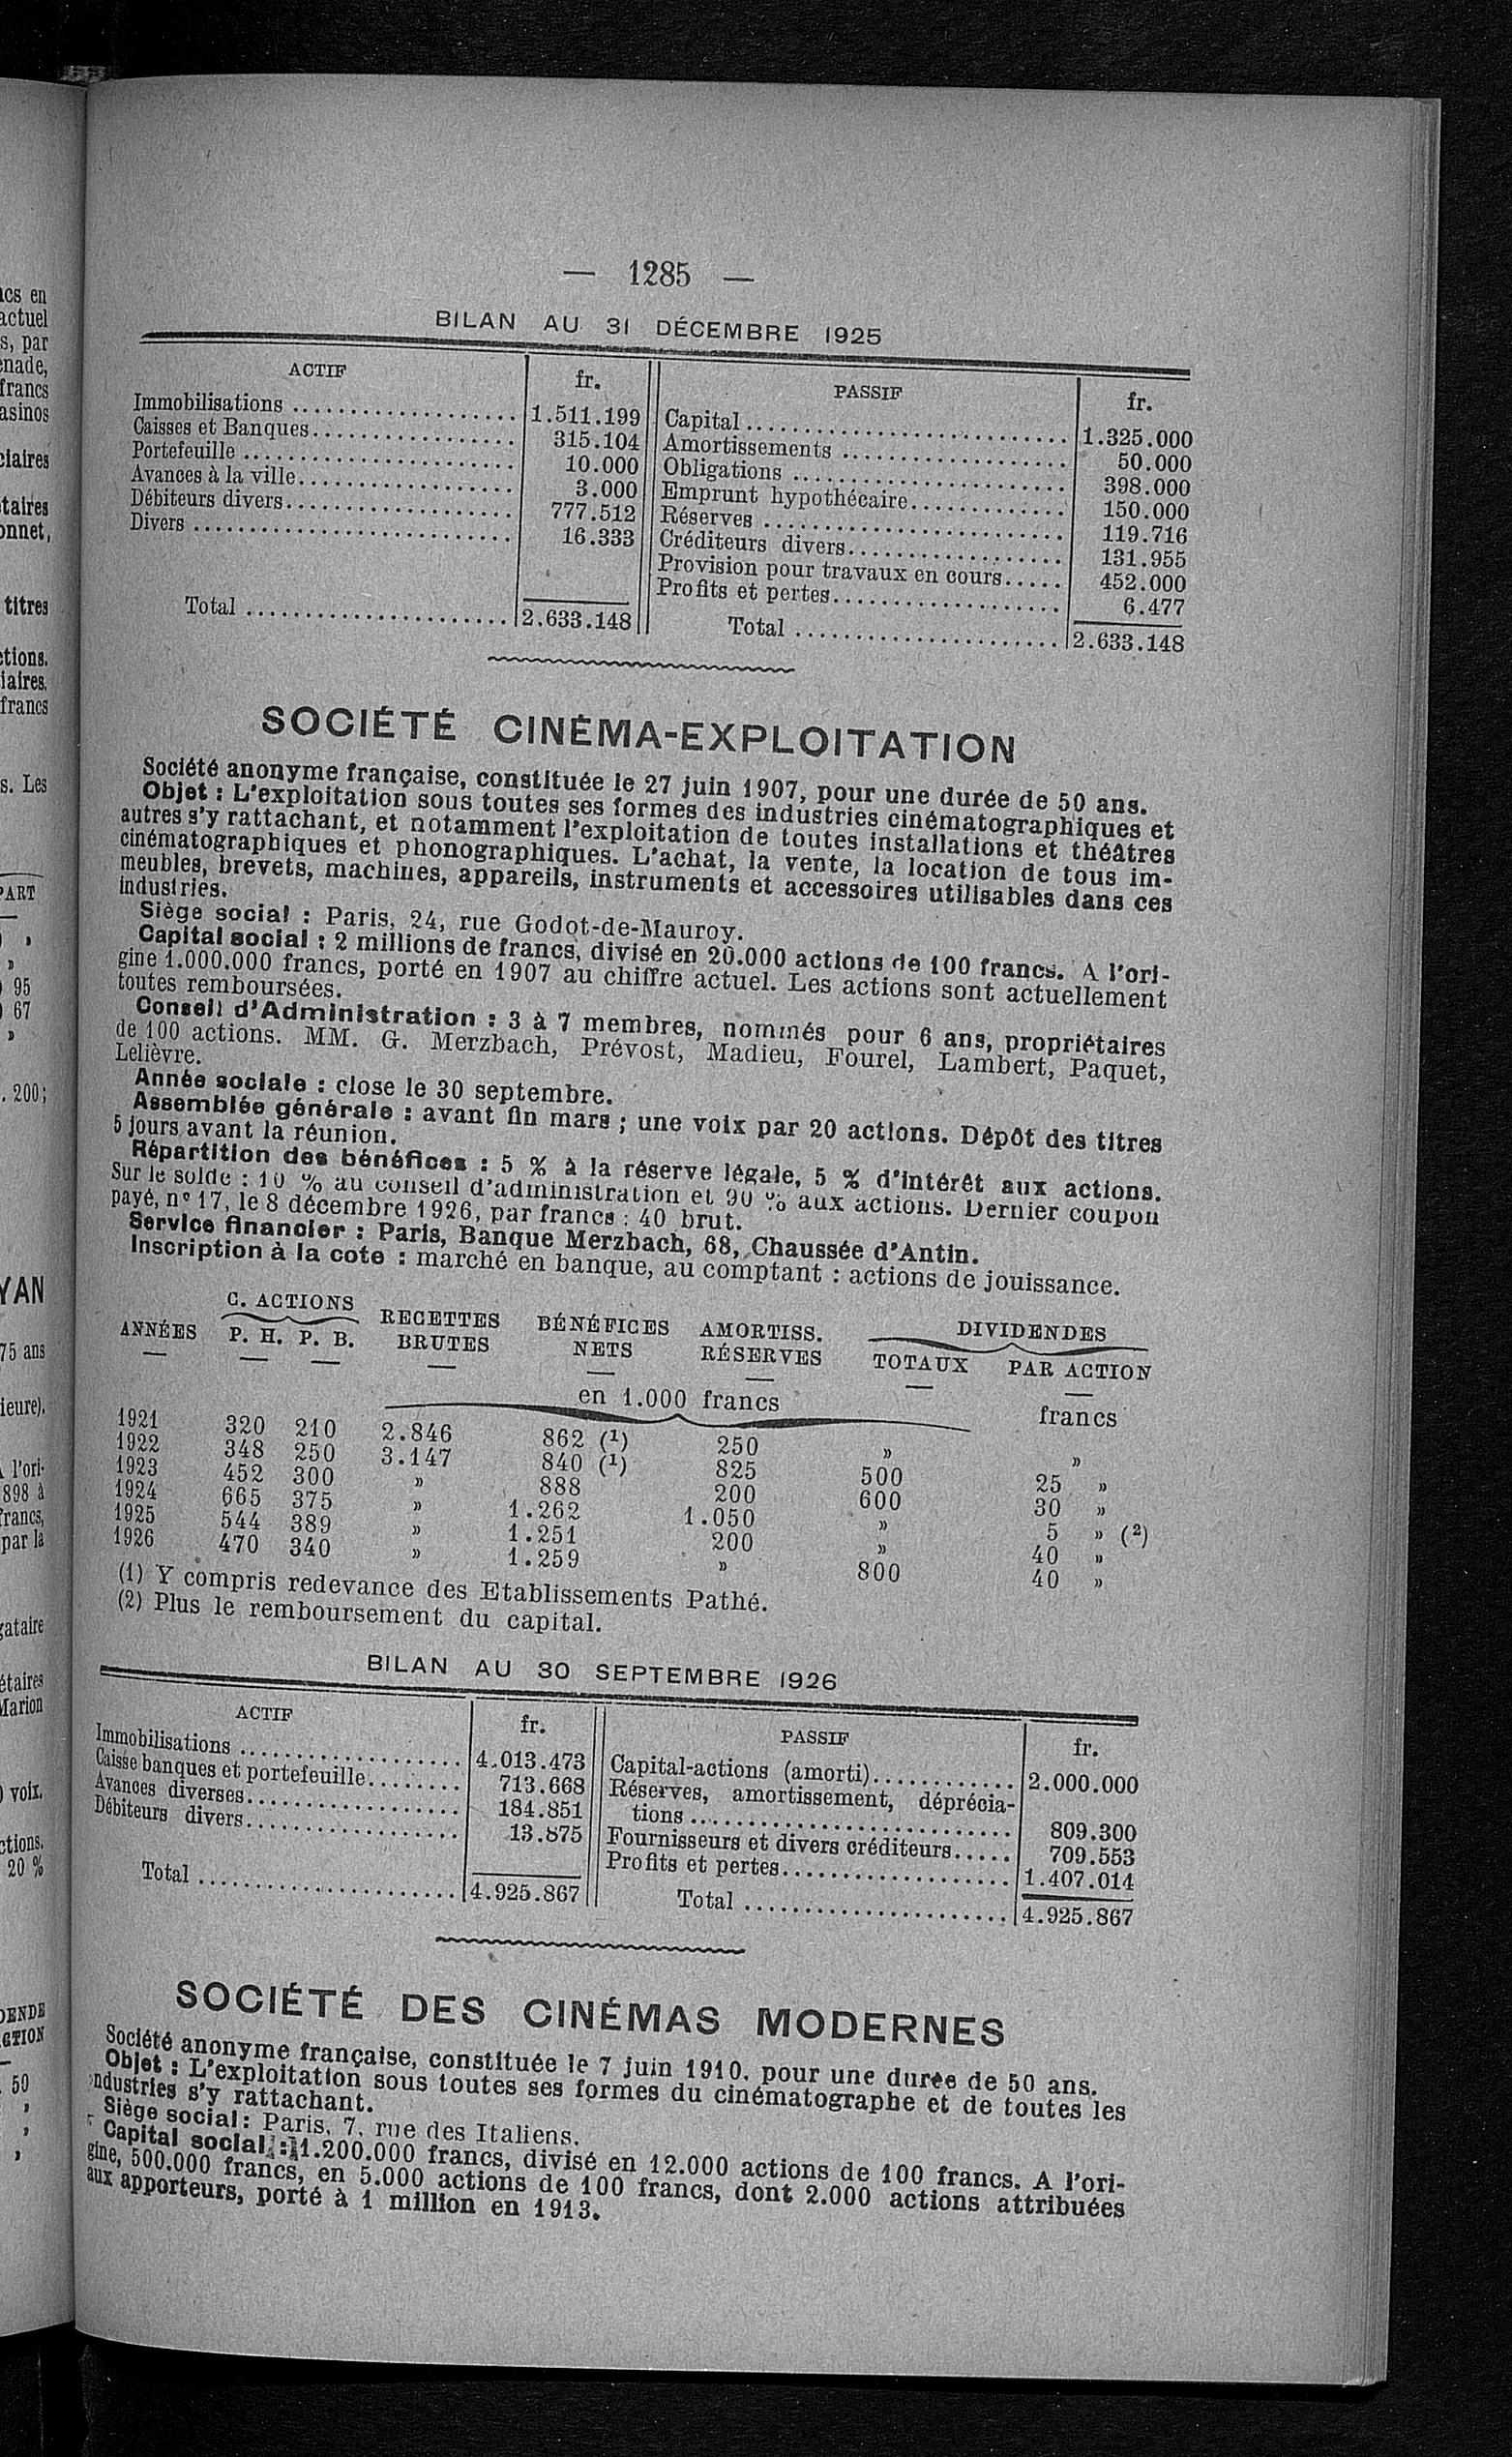 — 1285 —
BILAN AU 31 DÉCEMBRE 1925
ACTIF fr. PASSIF fr.
Immobilisations ................... 1.511.199 Capital............................ 1.325.000
Caisses et Banques.................. 315.104 Amortissements .................... 50.000
Portefeuille ........................ 10.000 Obligations ........................ 398.000
Avances à la ville................... 3.000 Emprunt hypothécaire.............. 150.000
Débiteurs divers.................... 777.512 Réserves ........................... 119.716
Divers ............................. 16.333 Créditeurs divers................... 131.955
Provision pour travaux en cours..... 452.000
Profits et pertes.................... 6.477
Total ....................... 2.633.148 Total ....................... 2.633.148
SOCIÉTÉ CINÉMA-EXPLOITATION
Société anonyme française, constituée le 27 juin 1907, pour une durée de 50 ans.
Objet : L'exploitation sous toutes ses formes des industries cinématographiques et
autres s'y rattachant, et notamment l'exploitation de toutes installations et théâtres
cinématographiques et phonographiques. L'achat, la vente, la location de tous im-
meubles, brevets, machines, appareils, instruments et accessoires utilisables dans ces
industries.
Siège social : Paris, 24, rue Godot-de-Mauroy.
Capital social : 2 millions de francs, divisé en 20.000 actions de 100 francs. A l'ori-
gine 1.000.000 francs, porté en 1907 au chiffre actuel. Les actions sont actuellement
toutes remboursées.
Conseil d'Administration : 3 à 7 membres, nommés pour 6 ans, propriétaires
de 100 actions. MM. G. Merzbach, Prévost, Madieu, Fourel, Lambert, Paquet,
Lelièvre.
Année sociale : close le 30 septembre.
Assemblée générale : avant fin mars ; une voix par 20 actions. Dépôt des titres
5 jours avant la réunion.
Répartition des bénéfices : 5 % à la réserve légale, 5 % d'intérêt aux actions.
Sur le solde : 10 % au conseil d'administration et 90 % aux actions. Dernier coupon
payé, nº 17, le 8 décembre 1926, par francs : 40 brut.
Service financier : Paris, Banque Merzbach, 68, Chaussée d'Antin.
Inscription à la cote : marché en banque, au comptant : actions de jouissance.
ANNÉES C. ACTIONS RECETTES BÉNÉFICES AMORTISS. DIVIDENDES
P. H. P. B. BRUTES NETS RÉSERVES TOTAUX PAR ACTION
en 1.000 francs francs
1921 320 210 2.846 862 (1) 250 » »
1922 348 250 3.147 840 (1) 825 500 25 »
1923 452 300 » 888 200 600 30 »
1924 665 375 » 1.262 1.050 » 5 » (2)
1925 544 389 » 1.251 200 » 40 »
1926 470 340 » 1.259 » 800 40 »
(1) Y compris redevance des Etablissements Pathé.
(2) Plus le remboursement du capital.
BILAN AU 30 SEPTEMBRE 1926
ACTIF fr. PASSIF fr.
Immobilisations ................... 4.013.473 Capital-actions (amorti)............ 2.000.000
Caisse banques et portefeuille........ 713.668 Réserves, amortissement, déprécia-
Avances diverses................... 184.851 tions ........................... 809.300
Débiteurs divers................... 13.875 Fournisseurs et divers créditeurs..... 709.553
Profits et pertes.................... 1.407.014
Total ....................... 4.925.867 Total ....................... 4.925.867
SOCIÉTÉ DES CINÉMAS MODERNES
Société anonyme française, constituée le 7 juin 1910, pour une durée de 50 ans.
Objet : L'exploitation sous toutes ses formes du cinématographe et de toutes les
industries s'y rattachant.
Siège social : Paris, 7, rue des Italiens.
Capital social : 1.200.000 francs, divisé en 12.000 actions de 100 francs. A l'ori-
gine, 500.000 francs, en 5.000 actions de 100 francs, dont 2.000 actions attribuées
aux apporteurs, porté à 1 million en 1913.